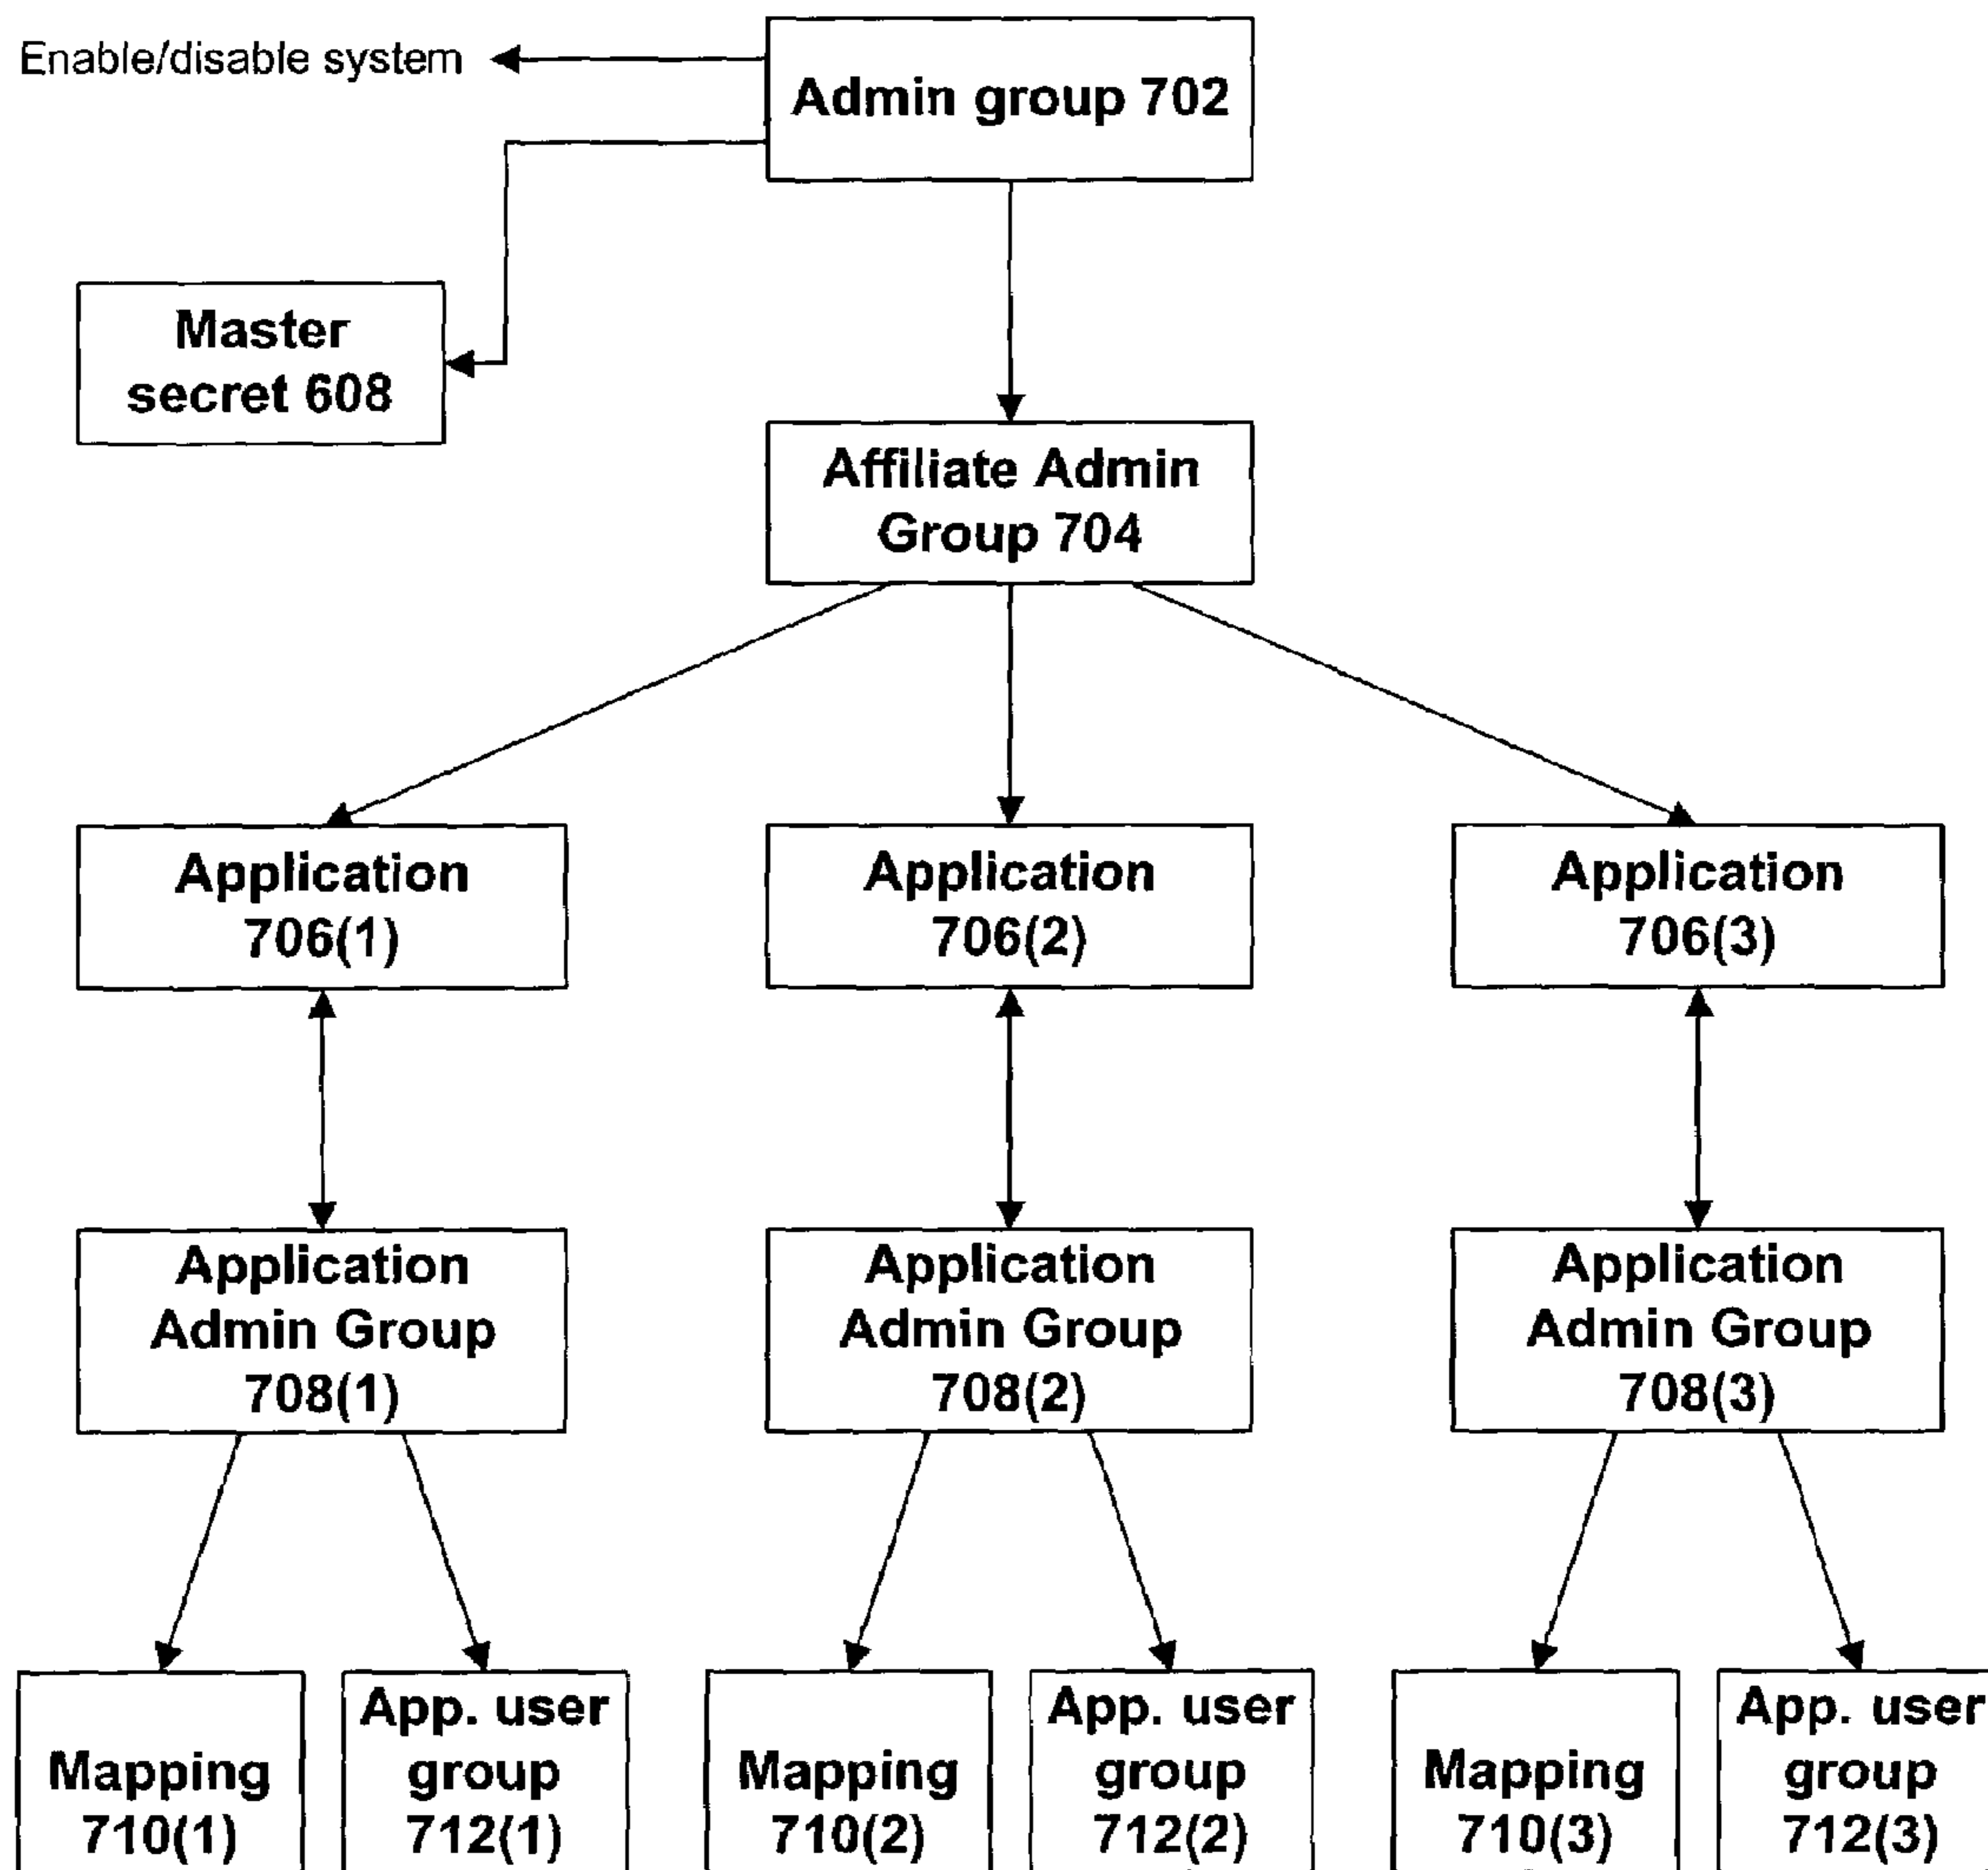 Enable/disable system
Admin group 702
Master
secret 608
Affiliate Admin
Group 704
Application
706(1)
Application
706(2)
Application
706(3)
Application
Admin Group
708(1)
Application
Admin Group
708(2)
Application
Admin Group
708(3)
Mapping
710(1)
App. user
group
712(1)
Mapping
710(2)
App. user
group
712(2)
Mapping
710(3)
App. user
group
712(3)